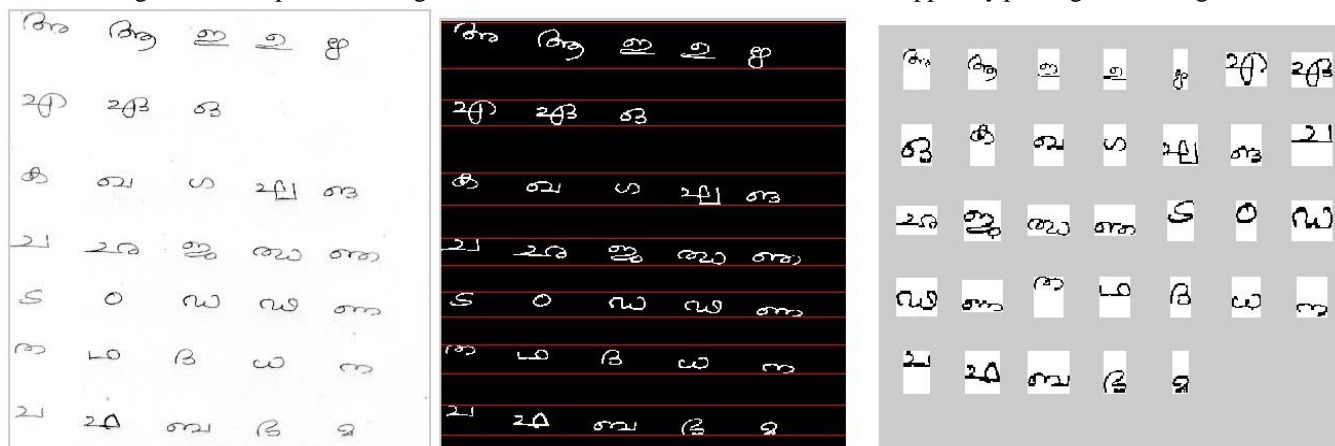 അ ആ ഇ ഉ ഋ
എ ഏ ഒ
ക ഖ ഗ ഘ ങ
ച ഛ ജ ഝ ഞ
ട ഠ ഡ ഢ ണ
ത ഥ ദ ധ ന
പ ഫ ബ ഭ മ
അ ആ ഇ ഉ ഋ
എ ഏ ഒ
ക ഖ ഗ ഘ ങ
ച ഛ ജ ഝ ഞ
ട ഠ ഡ ഢ ണ
ത ഥ ദ ധ ന
പ ഫ ബ ഭ മ
അ ആ ഇ ഉ ഋ എ ഏ
ഒ ക ഖ ഗ ഘ ങ ച
ഛ ജ ഝ ഞ ട ഠ ഡ
ഢ ണ ത ഥ ദ ധ ന
പ ഫ ബ ഭ മ